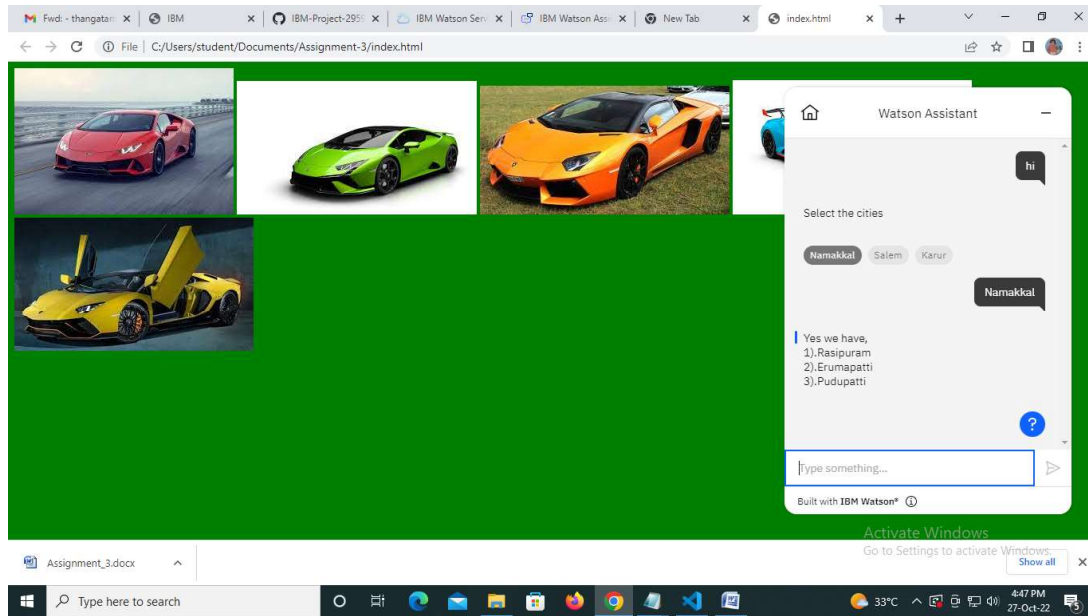 Fwd: - thangatan
IBM
IBM-Project-2959
IBM Watson Serv
IBM Watson Assi
New Tab
index.html
File | C:/Users/student/Documents/Assignment-3/index.html
Watson Assistant
hi
Select the cities
Namakkal Salem Karur
Namakkal
Yes we have,
1).Rasipuram
2).Erumapatti
3).Pudupatti
?
Type something...
Built with IBM Watson®
Activate Windows
Go to Settings to activate Windows.
Assignment_3.docx
Show all
Type here to search
33°C
4:47 PM
27-Oct-22